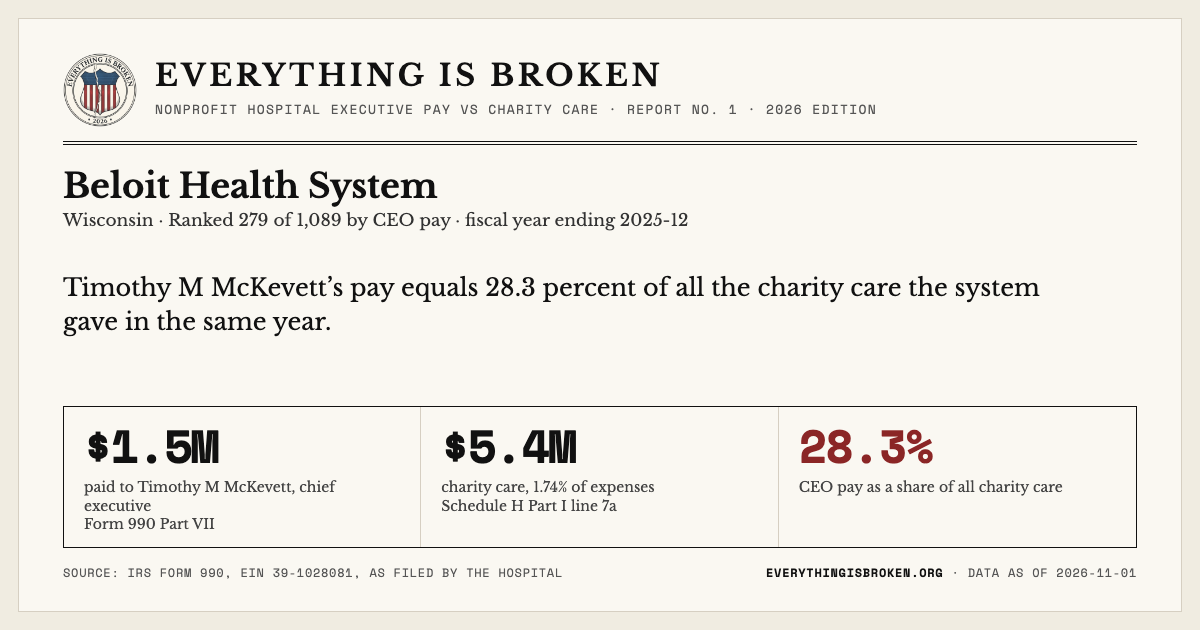 EVERYTHING IS BROKEN
2026
EVERYTHING IS BROKEN
NONPROFIT HOSPITAL EXECUTIVE PAY VS CHARITY CARE · REPORT NO. 1 · 2026 EDITION
Beloit Health System
Wisconsin · Ranked 279 of 1,089 by CEO pay · fiscal year ending 2025-12
Timothy M McKevett’s pay equals 28.3 percent of all the charity care the system
gave in the same year.
$1.5M
paid to Timothy M McKevett, chief
executive
Form 990 Part VII
$5.4M
charity care, 1.74% of expenses
Schedule H Part I line 7a
28.3%
CEO pay as a share of all charity care
SOURCE: IRS FORM 990, EIN 39-1028081, AS FILED BY THE HOSPITAL
EVERYTHINGISBROKEN.ORG · DATA AS OF 2026-11-01